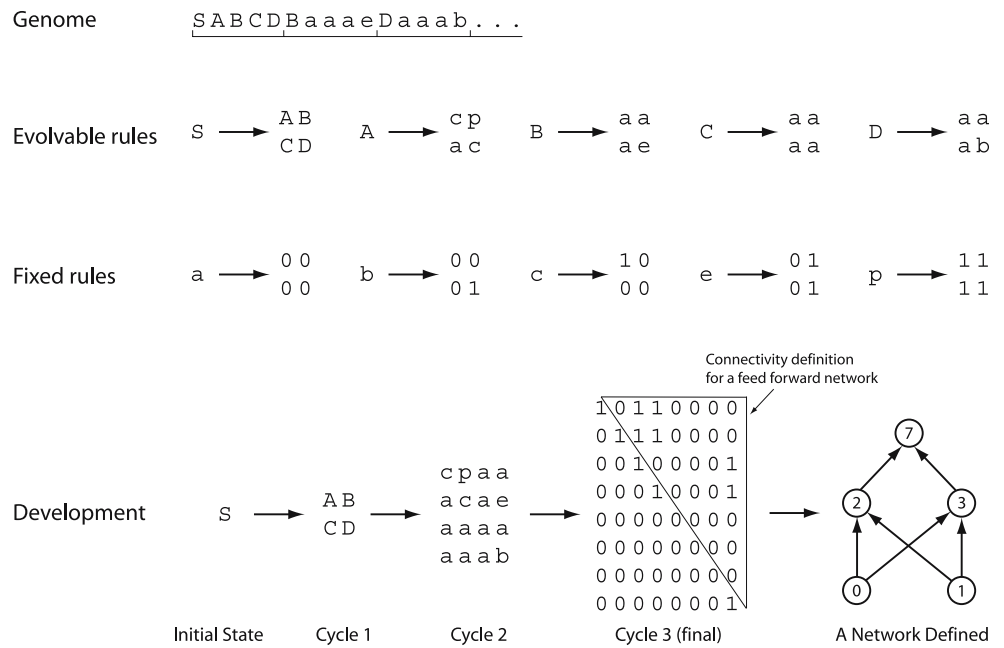 Genome SABCDBaaaeDaaab...
AB cp aa aa aa
Evolvable rules S A B C D
CD ac ae aa ab
00 00 10 01 11
Fixed rules a b c e p
00 01 00 01 11
Connectivity definition
for a feed forward network
10110000
01110000
00100001
00010001
00000000
00000000
00000000
00000001
cpaa
acae
aaaa
aaab
AB
CD
Development S
7
2 3
0 1
Initial State Cycle 1 Cycle 2 Cycle 3 (final) A Network Defined